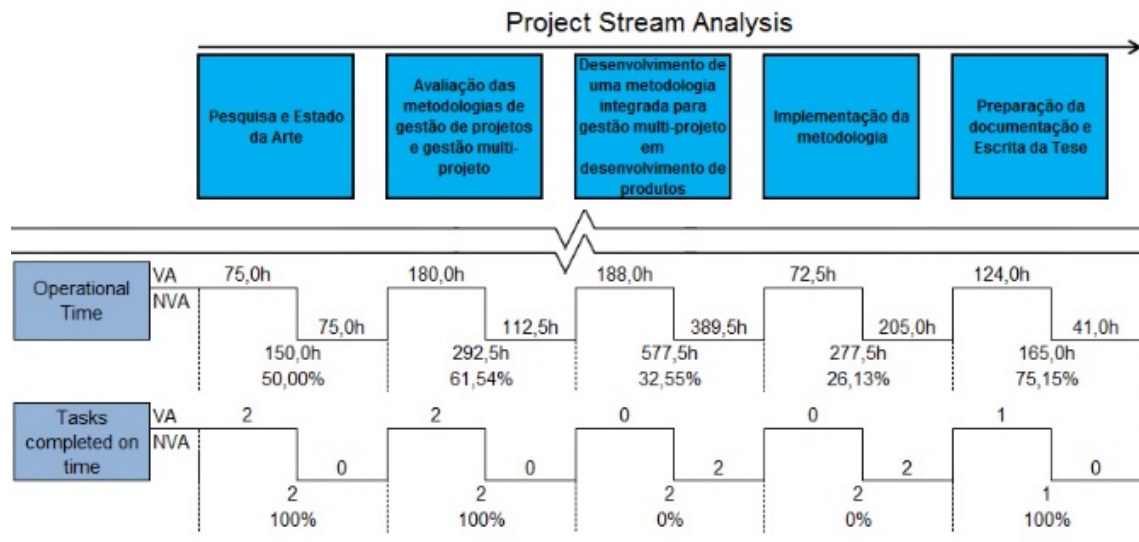 Project Stream Analysis
Pesquisa e Estado
da Arte
Avaliação das
metodologias de
gestão de projetos
e gestão multi-
projeto
Desenvolvimento de
uma metodologia
integrada para
gestão multi-projeto
em
desenvolvimento de
produtos
Implementação da
metodologia
Preparação da
documentação e
Escrita da Tese
Operational
Time
VA
NVA
75,0h
75,0h
150,0h
50,00%
180,0h
112,5h
292,5h
61,54%
188,0h
389,5h
577,5h
32,55%
72,5h
205,0h
277,5h
26,13%
124,0h
41,0h
165,0h
75,15%
Tasks
completed on
time
VA
NVA
2
0
2
100%
2
0
2
100%
0
2
2
0%
0
2
2
0%
1
0
1
100%